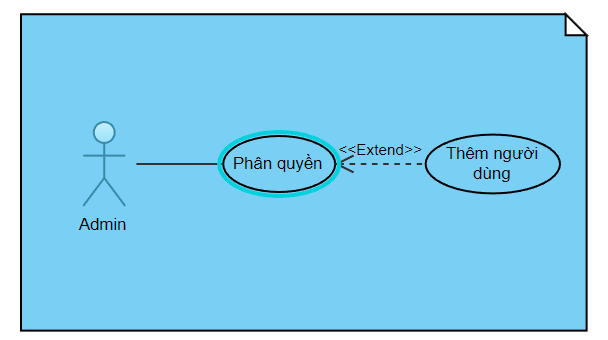 Admin
Phân quyền
<<Extend>>
Thêm người
dùng